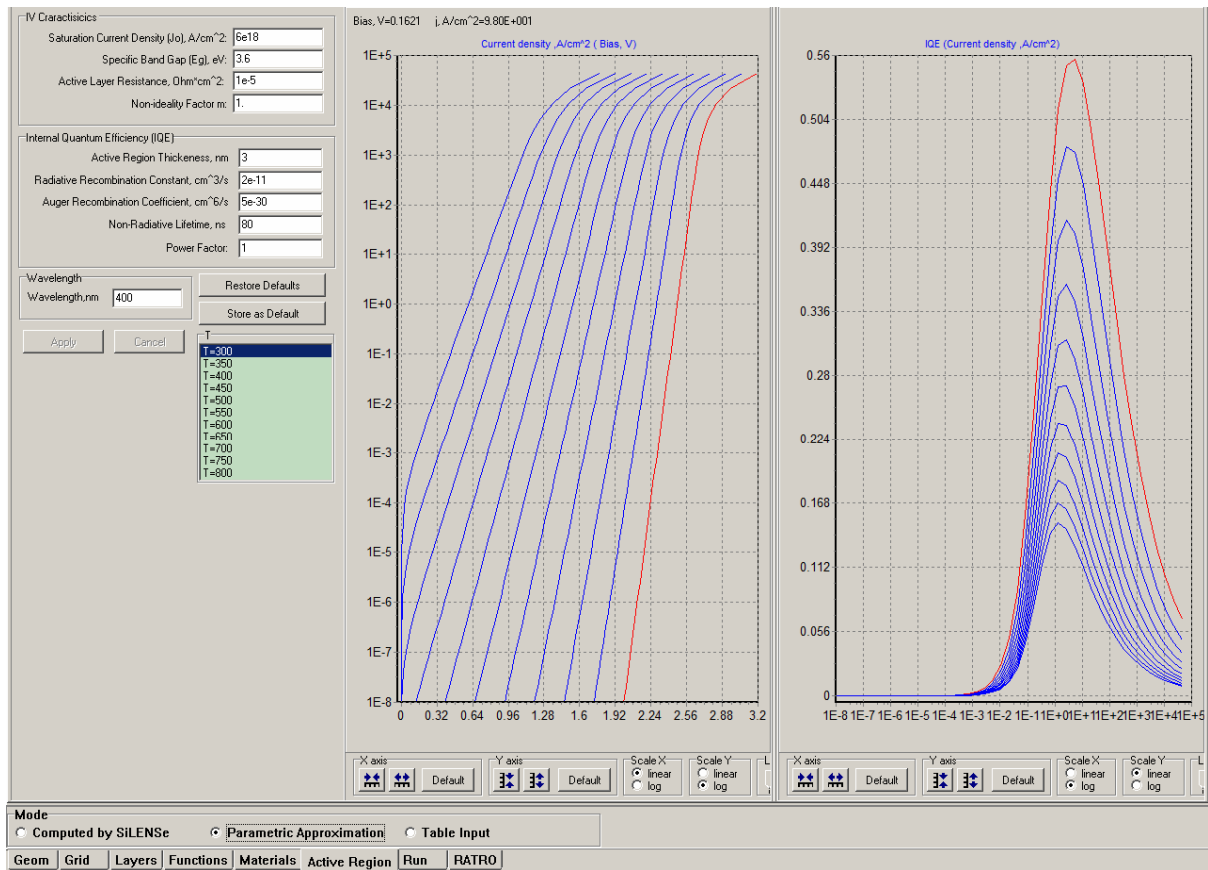 IV Craractisicics
Saturation Current Density (Jo), A/cm^2: 6e18
Specific Band Gap (Eg), eV: 3.6
Active Layer Resistance, Ohm*cm^2: 1e-5
Non-ideality Factor m: 1.
Internal Quantum Efficiency (IQE)
Active Region Thickeness, nm 3
Radiative Recombination Constant, cm^3/s 2e-11
Auger Recombination Coefficient, cm^6/s 5e-30
Non-Radiative Lifetime, ns 80
Power Factor: 1
Wavelength
Wavelength,nm 400
Restore Defaults
Store as Default
Apply Cancel
T
T=300
T=350
T=400
T=450
T=500
T=550
T=600
T=650
T=700
T=750
T=800
Bias, V=0.1621 j, A/cm^2=9.80E+001
Current density ,A/cm^2 ( Bias, V)
1E+5
1E+4
1E+3
1E+2
1E+1
1E+0
1E-1
1E-2
1E-3
1E-4
1E-5
1E-6
1E-7
1E-8
0 0.32 0.64 0.96 1.28 1.6 1.92 2.24 2.56 2.88 3.2
X axis Default
Y axis Default
Scale X
linear
log
Scale Y
linear
log
L
IQE (Current density ,A/cm^2)
0.56
0.504
0.448
0.392
0.336
0.28
0.224
0.168
0.112
0.056
0
1E-8 1E-7 1E-6 1E-5 1E-4 1E-3 1E-2 1E-1 1E+0 1E+1 1E+2 1E+3 1E+4 1E+5
X axis Default
Y axis Default
Scale X
linear
log
Scale Y
linear
log
L
Mode
Computed by SiLENSe Parametric Approximation Table Input
Geom Grid Layers Functions Materials Active Region Run RATRO